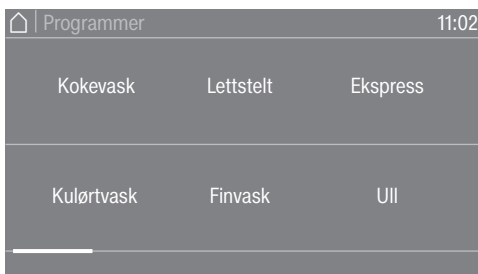 Programmer 11:02
Kokevask Lettstelt Ekspress
Kulørtvask Finvask Ull